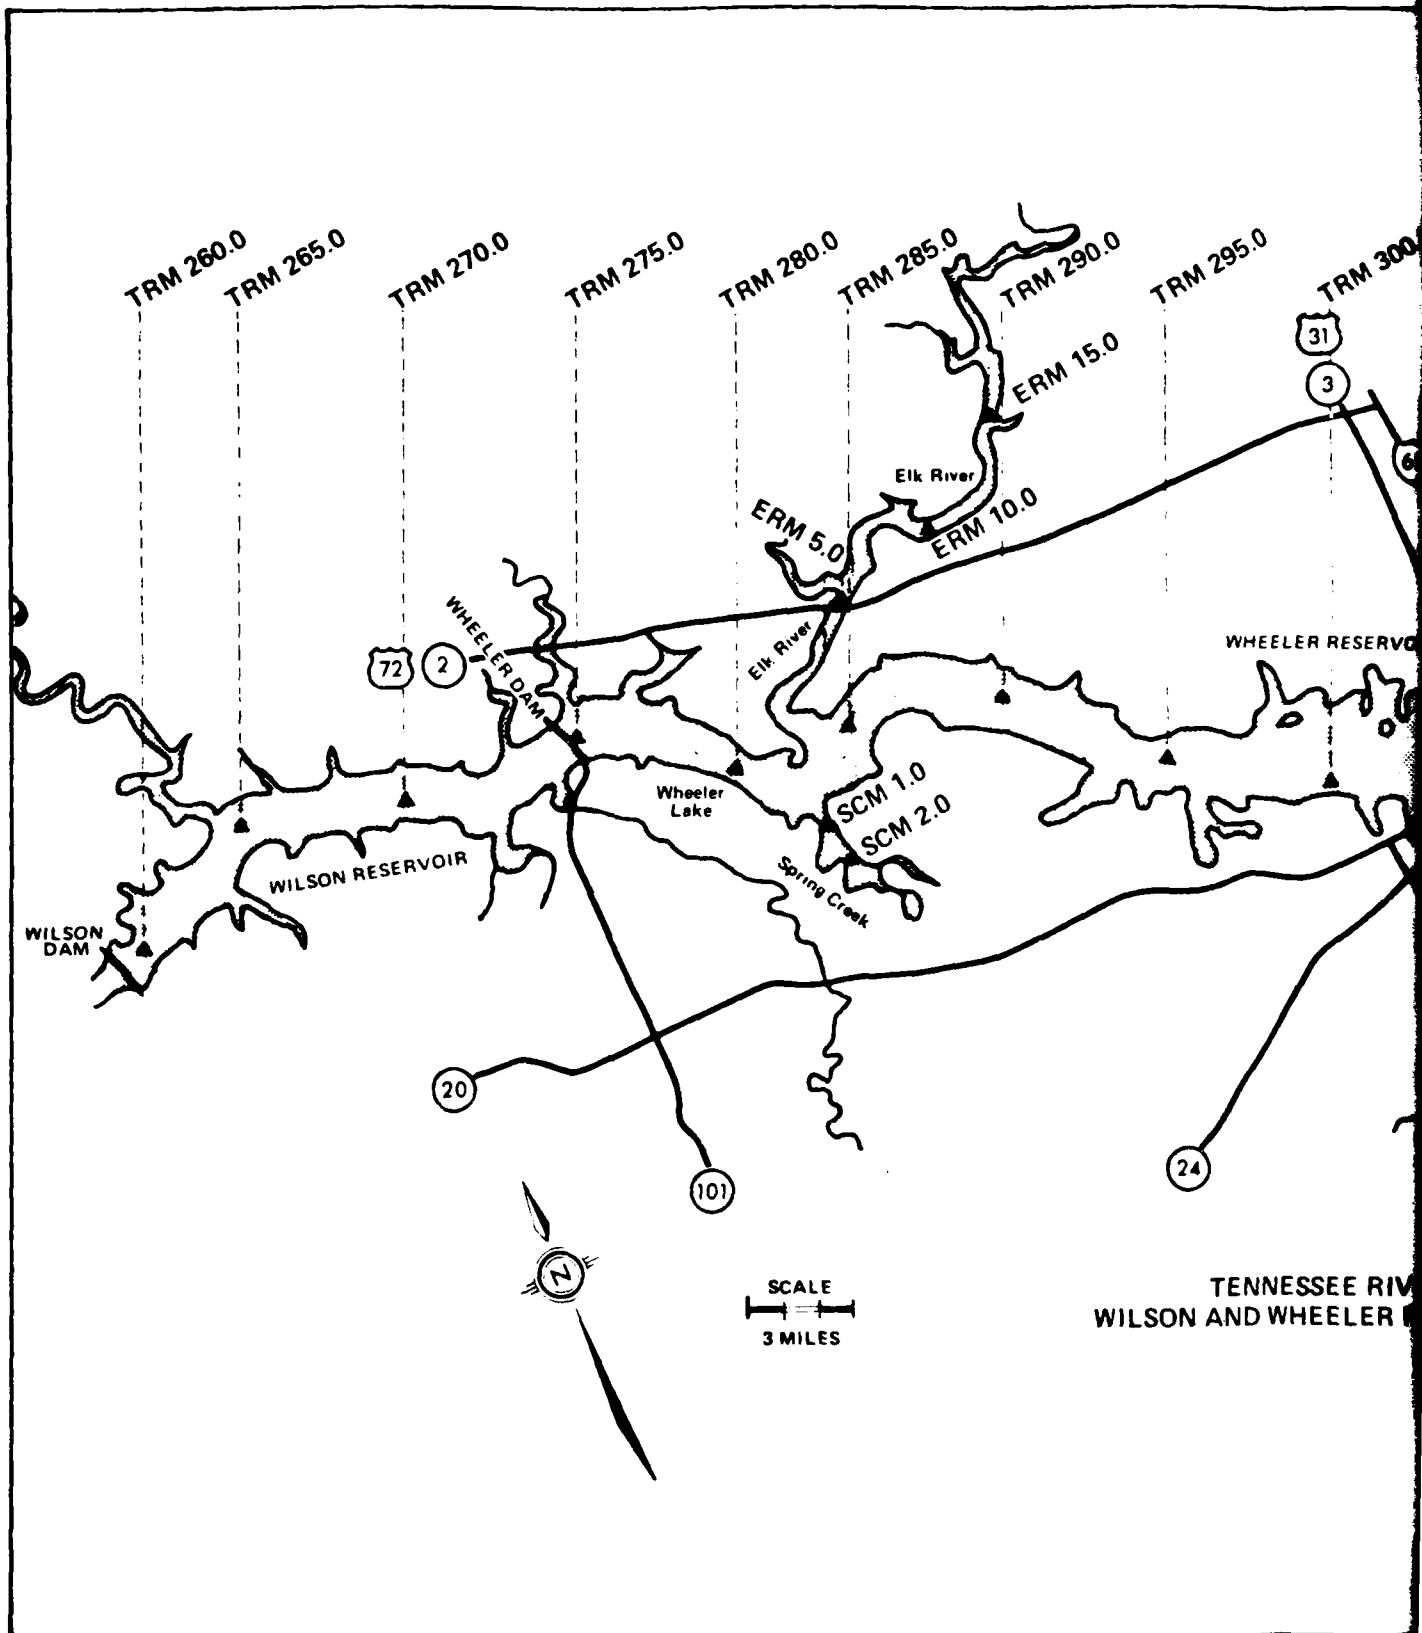 TRM 260.0
TRM 265.0
TRM 270.0
TRM 275.0
TRM 280.0
TRM 285.0
TRM 290.0
TRM 295.0
TRM 300.
31
3
ERM 15.0
6
Elk River
ERM 10.0
ERM 5.0
WHEELER DAM
72
2
Elk River
WHEELER RESERVO
Wheeler
Lake
SCM 1.0
SCM 2.0
Spring Creek
WILSON RESERVOIR
WILSON
DAM
20
101
24
N
SCALE
3 MILES
TENNESSEE RIV
WILSON AND WHEELER